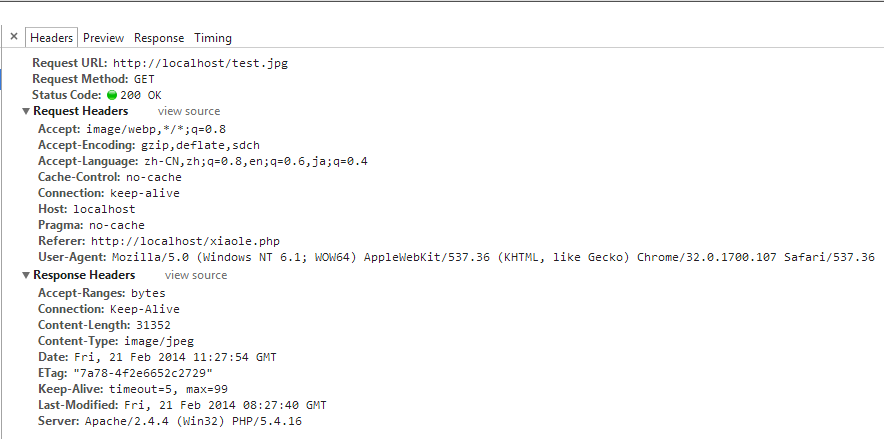 × Headers Preview Response Timing
Request URL: http://localhost/test.jpg
Request Method: GET
Status Code: 200 OK
Request Headers view source
Accept: image/webp,*/*;q=0.8
Accept-Encoding: gzip,deflate,sdch
Accept-Language: zh-CN,zh;q=0.8,en;q=0.6,ja;q=0.4
Cache-Control: no-cache
Connection: keep-alive
Host: localhost
Pragma: no-cache
Referer: http://localhost/xiaole.php
User-Agent: Mozilla/5.0 (Windows NT 6.1; WOW64) AppleWebKit/537.36 (KHTML, like Gecko) Chrome/32.0.1700.107 Safari/537.36
Response Headers view source
Accept-Ranges: bytes
Connection: Keep-Alive
Content-Length: 31352
Content-Type: image/jpeg
Date: Fri, 21 Feb 2014 11:27:54 GMT
ETag: "7a78-4f2e6652c2729"
Keep-Alive: timeout=5, max=99
Last-Modified: Fri, 21 Feb 2014 08:27:40 GMT
Server: Apache/2.4.4 (Win32) PHP/5.4.16